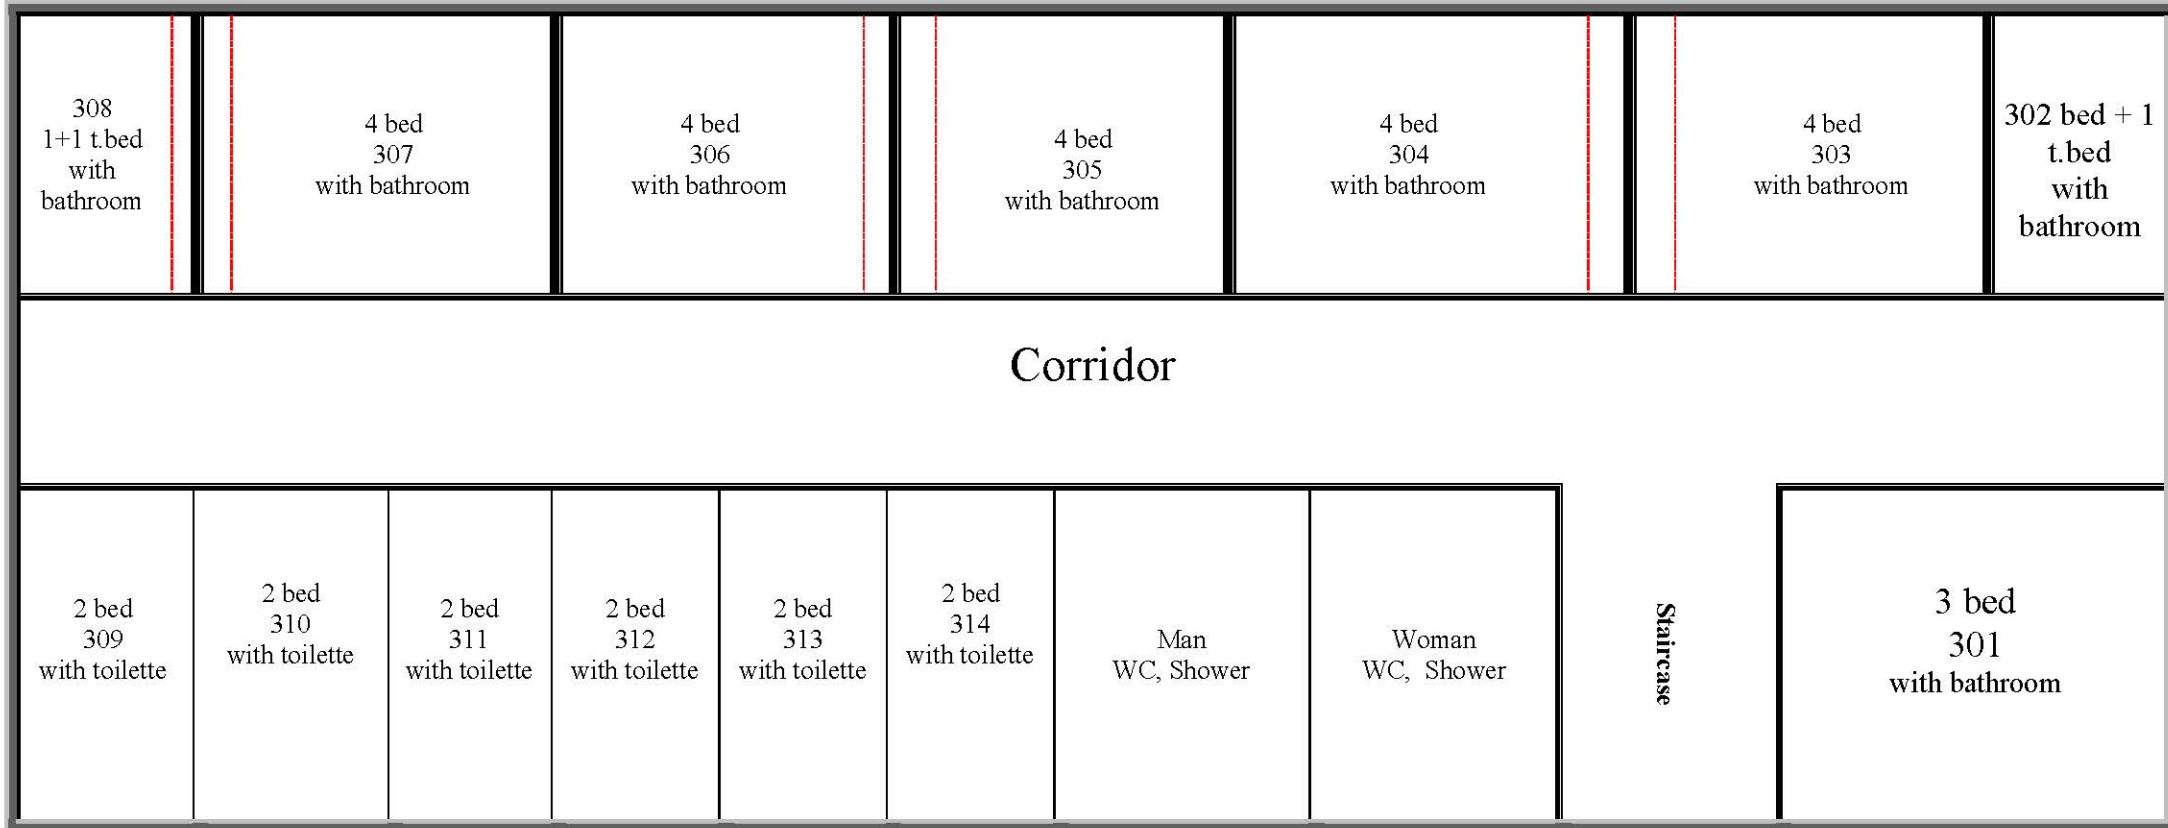 308
1+1 t.bed
with
bathroom
4 bed
307
with bathroom
4 bed
306
with bathroom
4 bed
305
with bathroom
4 bed
304
with bathroom
4 bed
303
with bathroom
302 bed + 1
t.bed
with
bathroom
Corridor
2 bed
309
with toilette
2 bed
310
with toilette
2 bed
311
with toilette
2 bed
312
with toilette
2 bed
313
with toilette
2 bed
314
with toilette
Man
WC, Shower
Woman
WC, Shower
Staircase
3 bed
301
with bathroom